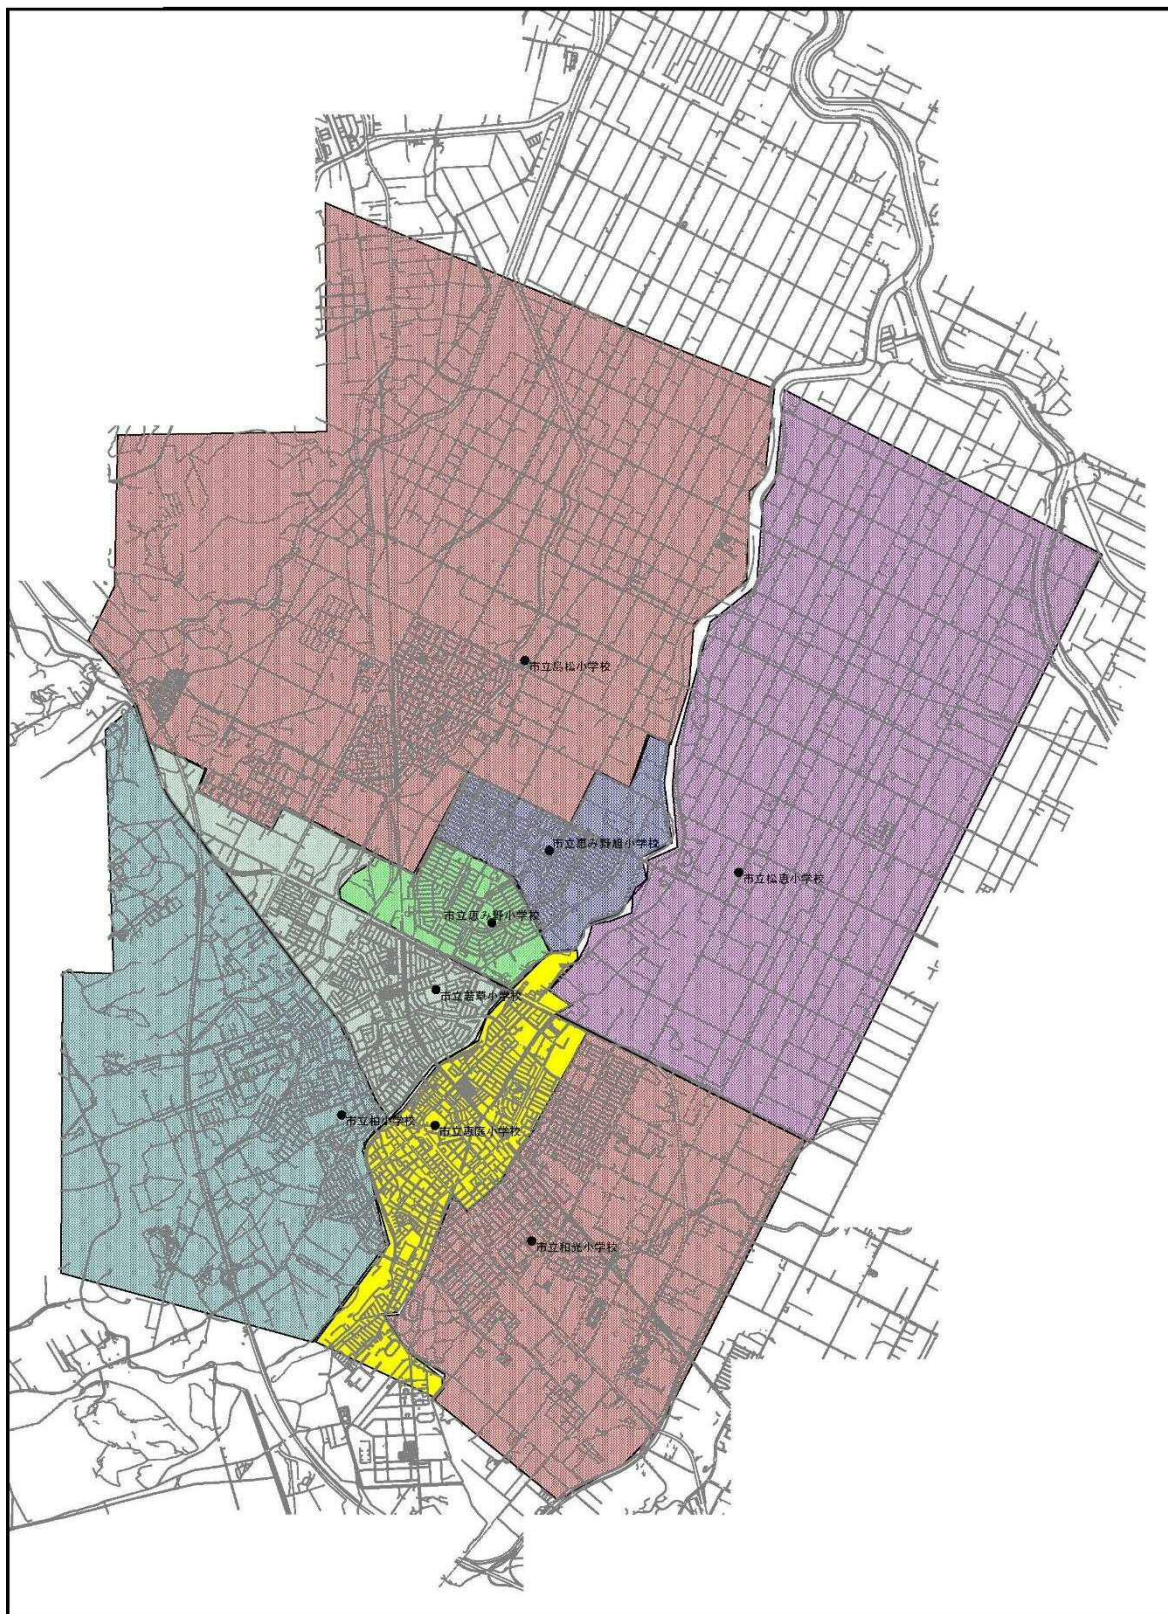 市立島松小学校
市立恵み野旭小学校
市立松恵小学校
市立恵み野小学校
市立若草小学校
市立柏小学校
市立恵庭小学校
市立和光小学校